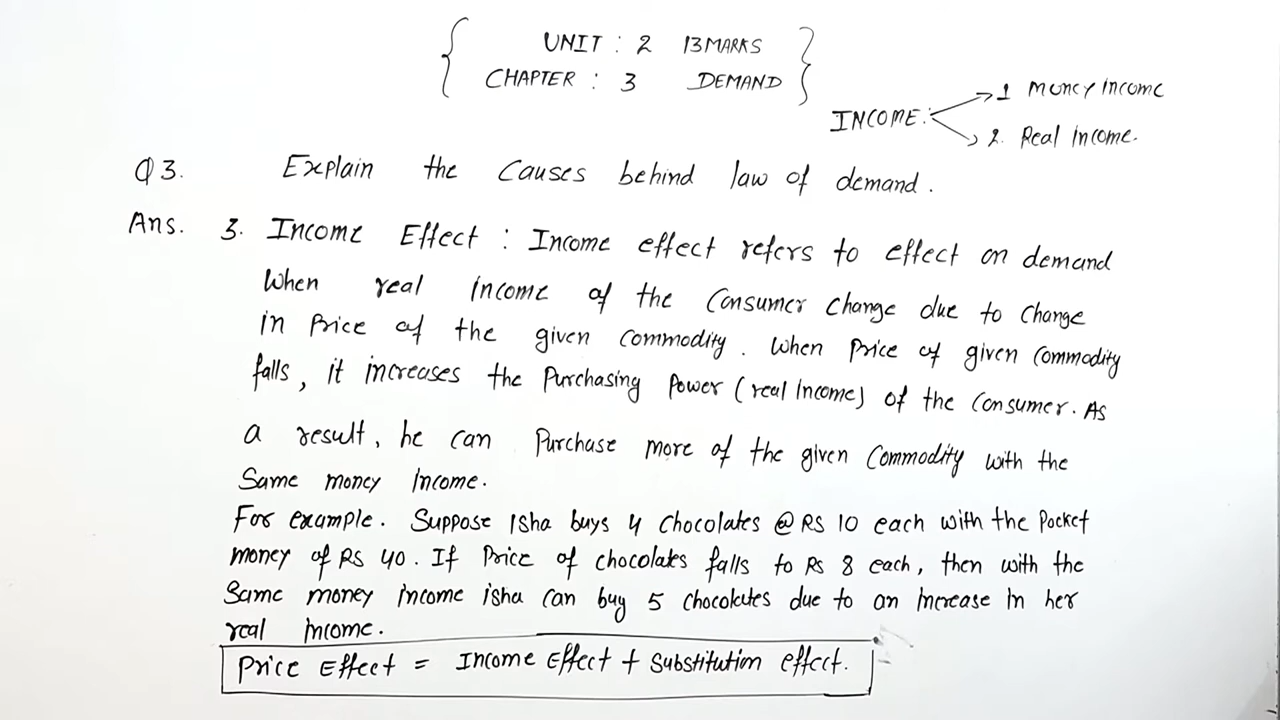 UNIT : 2 13 MARKS
CHAPTER : 3 DEMAND
INCOME : 1 Money income
2. Real income.
Q 3. Explain the Causes behind law of demand.
Ans. 3. Income Effect : Income effect refers to effect on demand
When real income of the Consumer change due to change
in Price of the given Commodity. When Price of given Commodity
falls, it increases the Purchasing Power (real income) of the Consumer. As
a result, he can Purchase more of the given Commodity with the
Same money income.
For example. Suppose Isha buys 4 chocolates @ RS 10 each with the Pocket
money of RS 40. If Price of chocolates falls to Rs 8 each, then with the
Same money income isha can buy 5 chocolates due to an increase in her
real income.
Price Effect = Income Effect + Substitution effect.